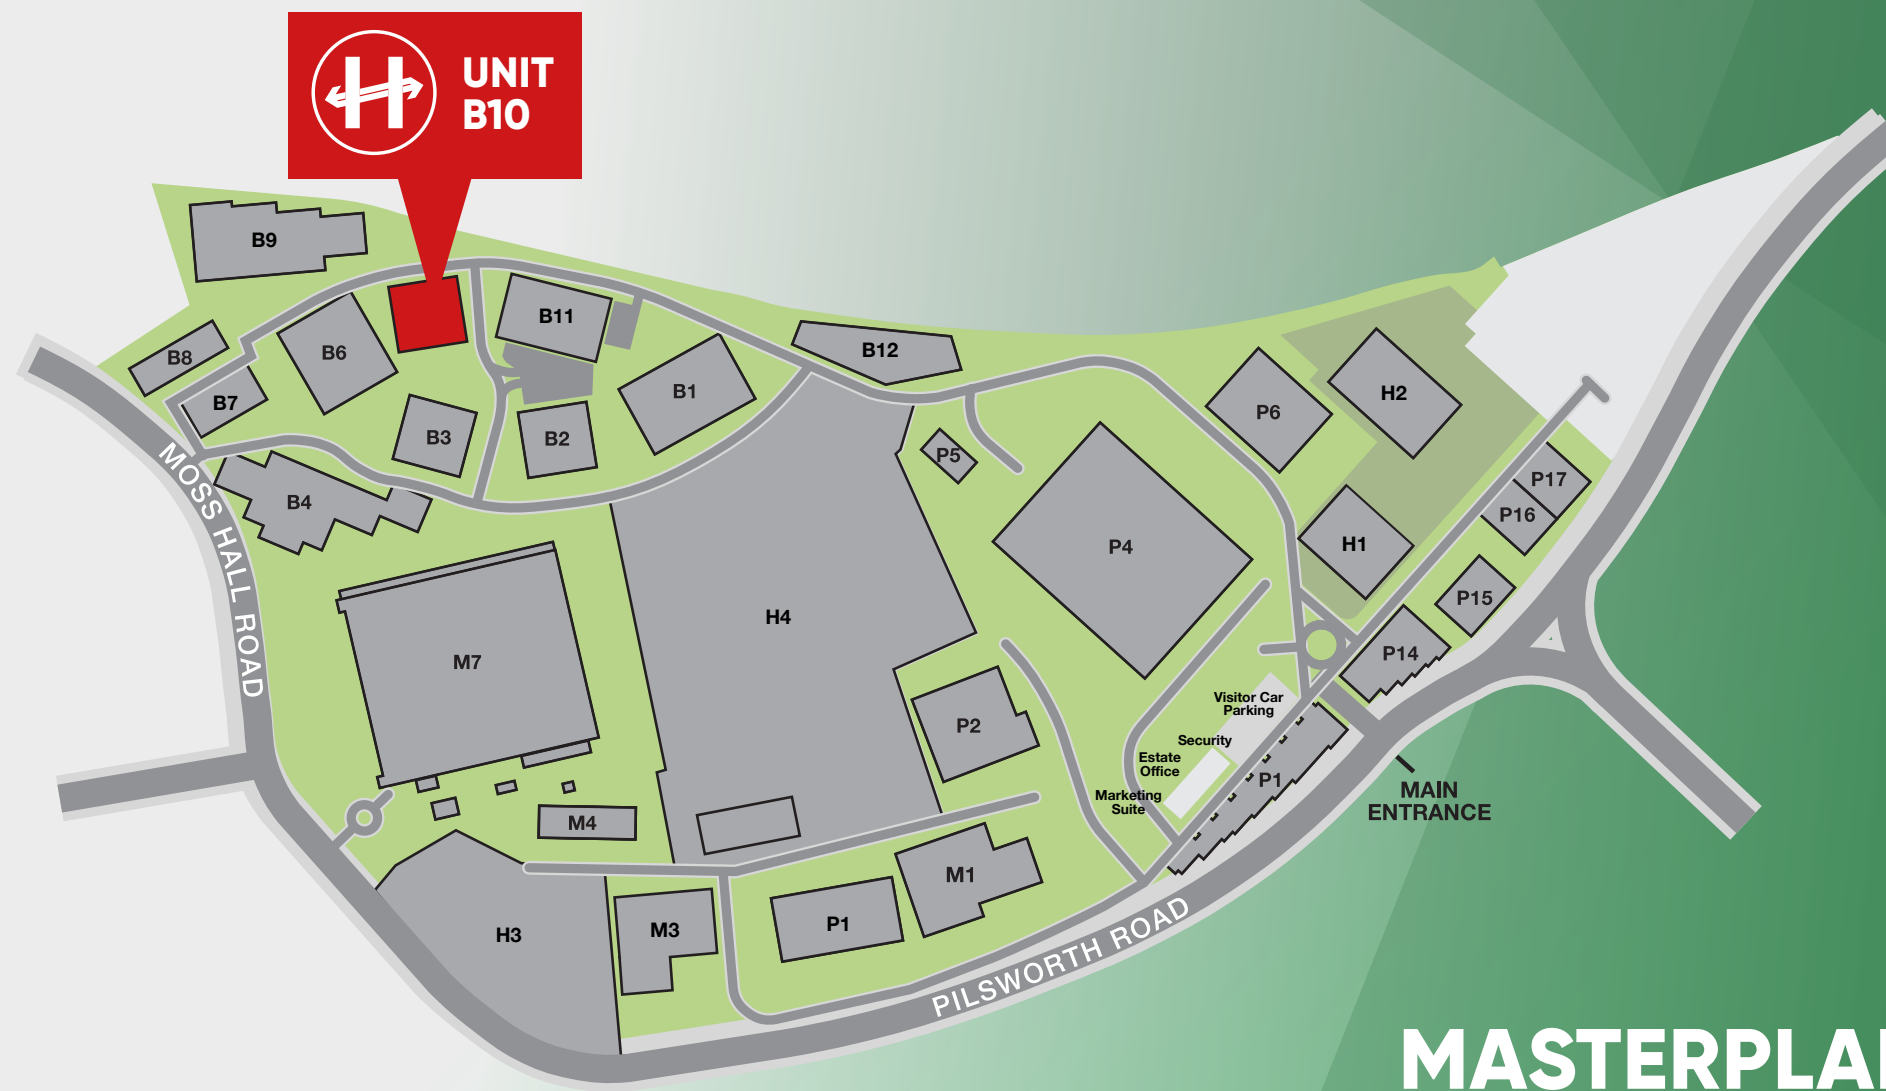 H
UNIT
B10
B9
B8
B7
B6
B11
B12
B1
B3
B2
B4
MOSS HALL ROAD
P5
P6
H2
P17
P16
P4
H1
P15
H4
P14
M7
P2
Visitor Car
Parking
Security
Estate
Office
Marketing
Suite
P1
MAIN
ENTRANCE
M4
M1
P1
M3
H3
PILSWORTH ROAD
MASTERPLA